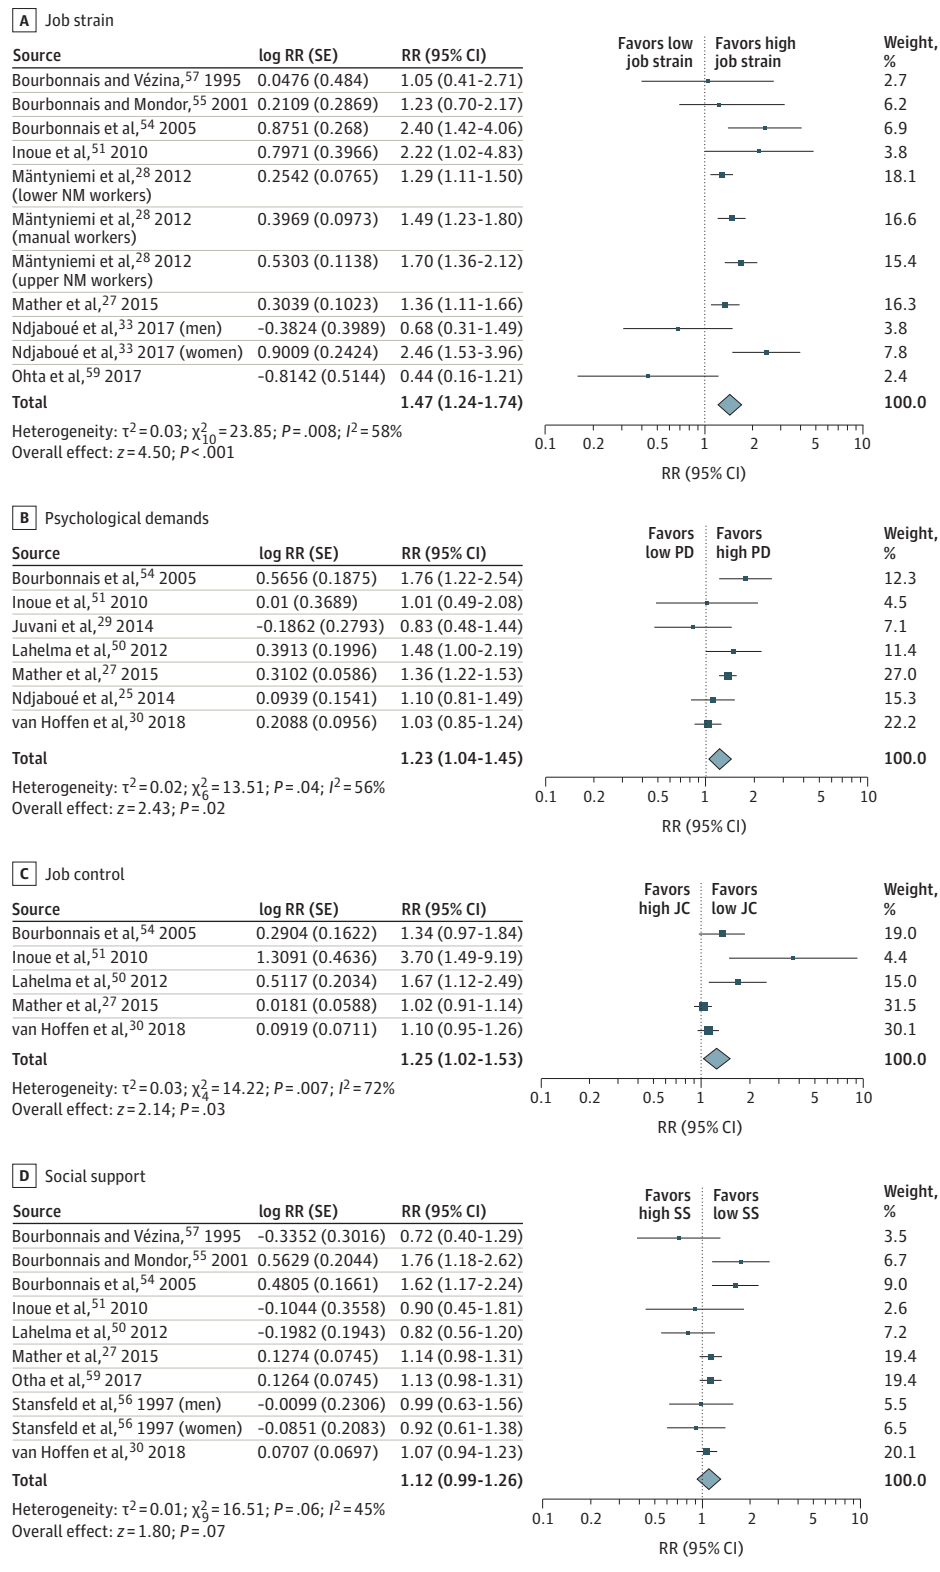 A Job strain
Favors low Favors high Weight,
Source log RR (SE) RR (95% CI) job strain job strain %
Bourbonnais and Vézina,57 1995 0.0476 (0.484) 1.05 (0.41-2.71) 2.7
Bourbonnais and Mondor,55 2001 0.2109 (0.2869) 1.23 (0.70-2.17) 6.2
Bourbonnais et al,54 2005 0.8751 (0.268) 2.40 (1.42-4.06) 6.9
Inoue et al,51 2010 0.7971 (0.3966) 2.22 (1.02-4.83) 3.8
Mäntyniemi et al,28 2012 0.2542 (0.0765) 1.29 (1.11-1.50) 18.1
(lower NM workers)
Mäntyniemi et al,28 2012 0.3969 (0.0973) 1.49 (1.23-1.80) 16.6
(manual workers)
Mäntyniemi et al,28 2012 0.5303 (0.1138) 1.70 (1.36-2.12) 15.4
(upper NM workers)
Mather et al,27 2015 0.3039 (0.1023) 1.36 (1.11-1.66) 16.3
Ndjaboué et al,33 2017 (men) -0.3824 (0.3989) 0.68 (0.31-1.49) 3.8
Ndjaboué et al,33 2017 (women) 0.9009 (0.2424) 2.46 (1.53-3.96) 7.8
Ohta et al,59 2017 -0.8142 (0.5144) 0.44 (0.16-1.21) 2.4
Total 1.47 (1.24-1.74) 100.0
Heterogeneity: τ2=0.03; χ2 10=23.85; P=.008; I2=58%
Overall effect: z=4.50; P<.001
0.1 0.2 0.5 1 2 5 10
RR (95% CI)
B Psychological demands
Favors Favors Weight,
Source log RR (SE) RR (95% CI) low PD high PD %
Bourbonnais et al,54 2005 0.5656 (0.1875) 1.76 (1.22-2.54) 12.3
Inoue et al,51 2010 0.01 (0.3689) 1.01 (0.49-2.08) 4.5
Juvani et al,29 2014 -0.1862 (0.2793) 0.83 (0.48-1.44) 7.1
Lahelma et al,50 2012 0.3913 (0.1996) 1.48 (1.00-2.19) 11.4
Mather et al,27 2015 0.3102 (0.0586) 1.36 (1.22-1.53) 27.0
Ndjaboué et al,25 2014 0.0939 (0.1541) 1.10 (0.81-1.49) 15.3
van Hoffen et al,30 2018 0.2088 (0.0956) 1.03 (0.85-1.24) 22.2
Total 1.23 (1.04-1.45) 100.0
Heterogeneity: τ2=0.02; χ2 6=13.51; P=.04; I2=56%
Overall effect: z=2.43; P=.02
0.1 0.2 0.5 1 2 5 10
RR (95% CI)
C Job control
Favors Favors Weight,
Source log RR (SE) RR (95% CI) high JC low JC %
Bourbonnais et al,54 2005 0.2904 (0.1622) 1.34 (0.97-1.84) 19.0
Inoue et al,51 2010 1.3091 (0.4636) 3.70 (1.49-9.19) 4.4
Lahelma et al,50 2012 0.5117 (0.2034) 1.67 (1.12-2.49) 15.0
Mather et al,27 2015 0.0181 (0.0588) 1.02 (0.91-1.14) 31.5
van Hoffen et al,30 2018 0.0919 (0.0711) 1.10 (0.95-1.26) 30.1
Total 1.25 (1.02-1.53) 100.0
Heterogeneity: τ2=0.03; χ2 4=14.22; P=.007; I2=72%
Overall effect: z=2.14; P=.03
0.1 0.2 0.5 1 2 5 10
RR (95% CI)
D Social support
Favors Favors Weight,
Source log RR (SE) RR (95% CI) high SS low SS %
Bourbonnais and Vézina,57 1995 -0.3352 (0.3016) 0.72 (0.40-1.29) 3.5
Bourbonnais and Mondor,55 2001 0.5629 (0.2044) 1.76 (1.18-2.62) 6.7
Bourbonnais et al,54 2005 0.4805 (0.1661) 1.62 (1.17-2.24) 9.0
Inoue et al,51 2010 -0.1044 (0.3558) 0.90 (0.45-1.81) 2.6
Lahelma et al,50 2012 -0.1982 (0.1943) 0.82 (0.56-1.20) 7.2
Mather et al,27 2015 0.1274 (0.0745) 1.14 (0.98-1.31) 19.4
Otha et al,59 2017 0.1264 (0.0745) 1.13 (0.98-1.31) 19.4
Stansfeld et al,56 1997 (men) -0.0099 (0.2306) 0.99 (0.63-1.56) 5.5
Stansfeld et al,56 1997 (women) -0.0851 (0.2083) 0.92 (0.61-1.38) 6.5
van Hoffen et al,30 2018 0.0707 (0.0697) 1.07 (0.94-1.23) 20.1
Total 1.12 (0.99-1.26) 100.0
Heterogeneity: τ2=0.01; χ2 9=16.51; P=.06; I2=45%
Overall effect: z=1.80; P=.07
0.1 0.2 0.5 1 2 5 10
RR (95% CI)